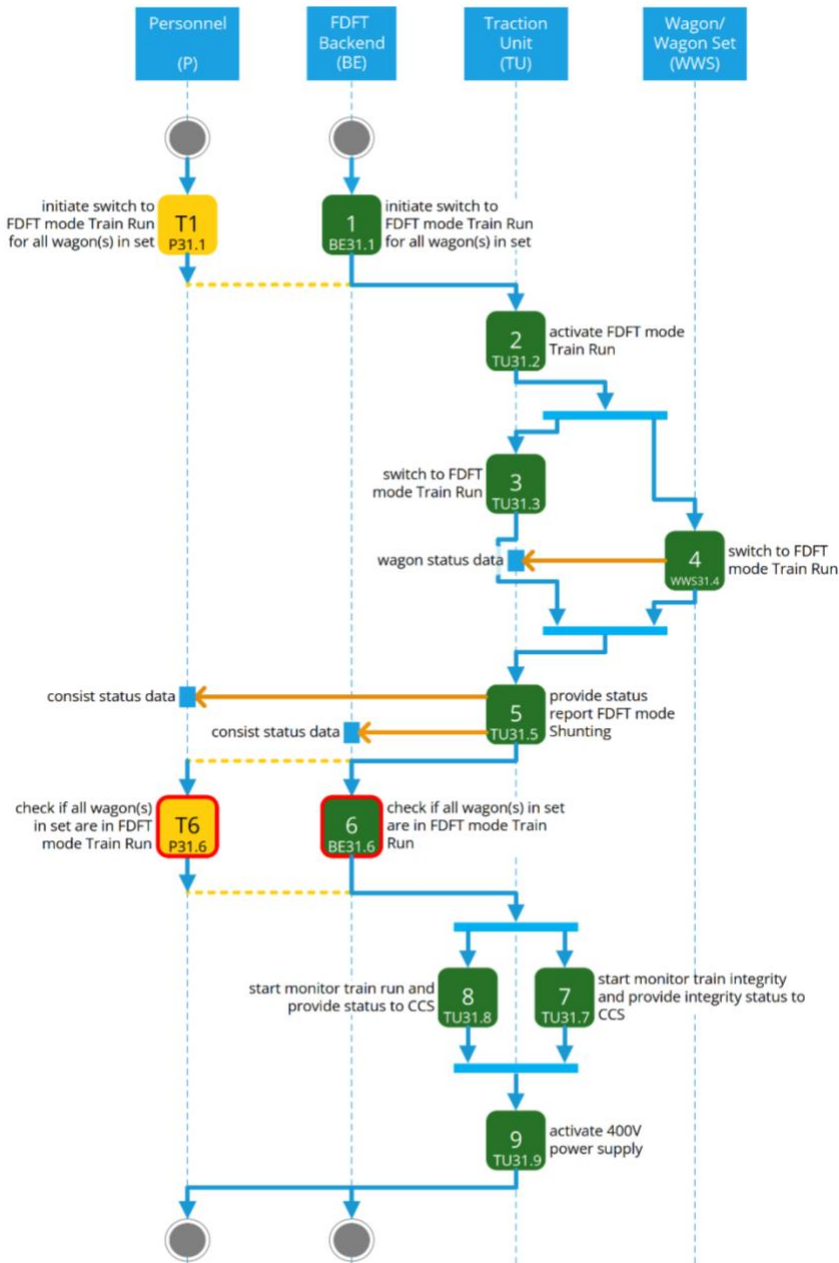 Personnel
(P)
FDFT
Backend
(BE)
Traction
Unit
(TU)
Wagon/
Wagon Set
(WWS)
initiate switch to
FDFT mode Train Run
for all wagon(s) in set
T1
P31.1
1
BE31.1
initiate switch to
FDFT mode Train Run
for all wagon(s) in set
2
TU31.2
activate FDFT mode
Train Run
switch to FDFT
mode Train Run
3
TU31.3
wagon status data
4
WWS31.4
switch to FDFT
mode Train Run
consist status data
consist status data
5
TU31.5
provide status
report FDFT mode
Shunting
check if all wagon(s)
in set are in FDFT
mode Train Run
T6
P31.6
6
BE31.6
check if all wagon(s) in set
are in FDFT mode Train
Run
start monitor train run and
provide status to CCS
8
TU31.8
7
TU31.7
start monitor train integrity
and provide integrity status to
CCS
9
TU31.9
activate 400V
power supply